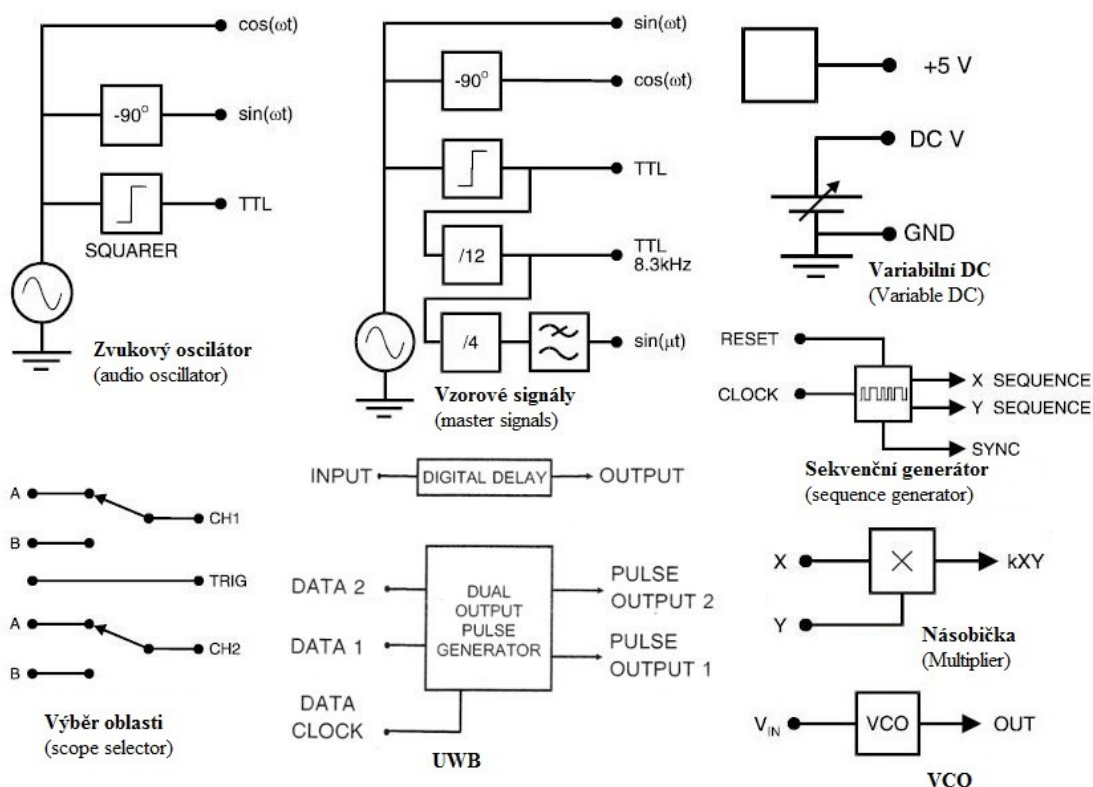 cos(ωt)
-90°
sin(ωt)
TTL
SQUARER
Zvukový oscilátor
(audio oscillator)
sin(ωt)
-90°
cos(ωt)
TTL
/12
TTL
8.3kHz
/4
sin(μt)
Vzorové signály
(master signals)
+5 V
DC V
GND
Variabilní DC
(Variable DC)
RESET
CLOCK
X SEQUENCE
Y SEQUENCE
SYNC
Sekvenční generátor
(sequence generator)
A
CH1
B
TRIG
A
CH2
B
Výběr oblasti
(scope selector)
INPUT
DIGITAL DELAY
OUTPUT
DATA 2
DATA 1
DATA
CLOCK
DUAL
OUTPUT
PULSE
GENERATOR
PULSE
OUTPUT 2
PULSE
OUTPUT 1
UWB
X
Y
kXY
Násobička
(Multiplier)
VIN
VCO
OUT
VCO